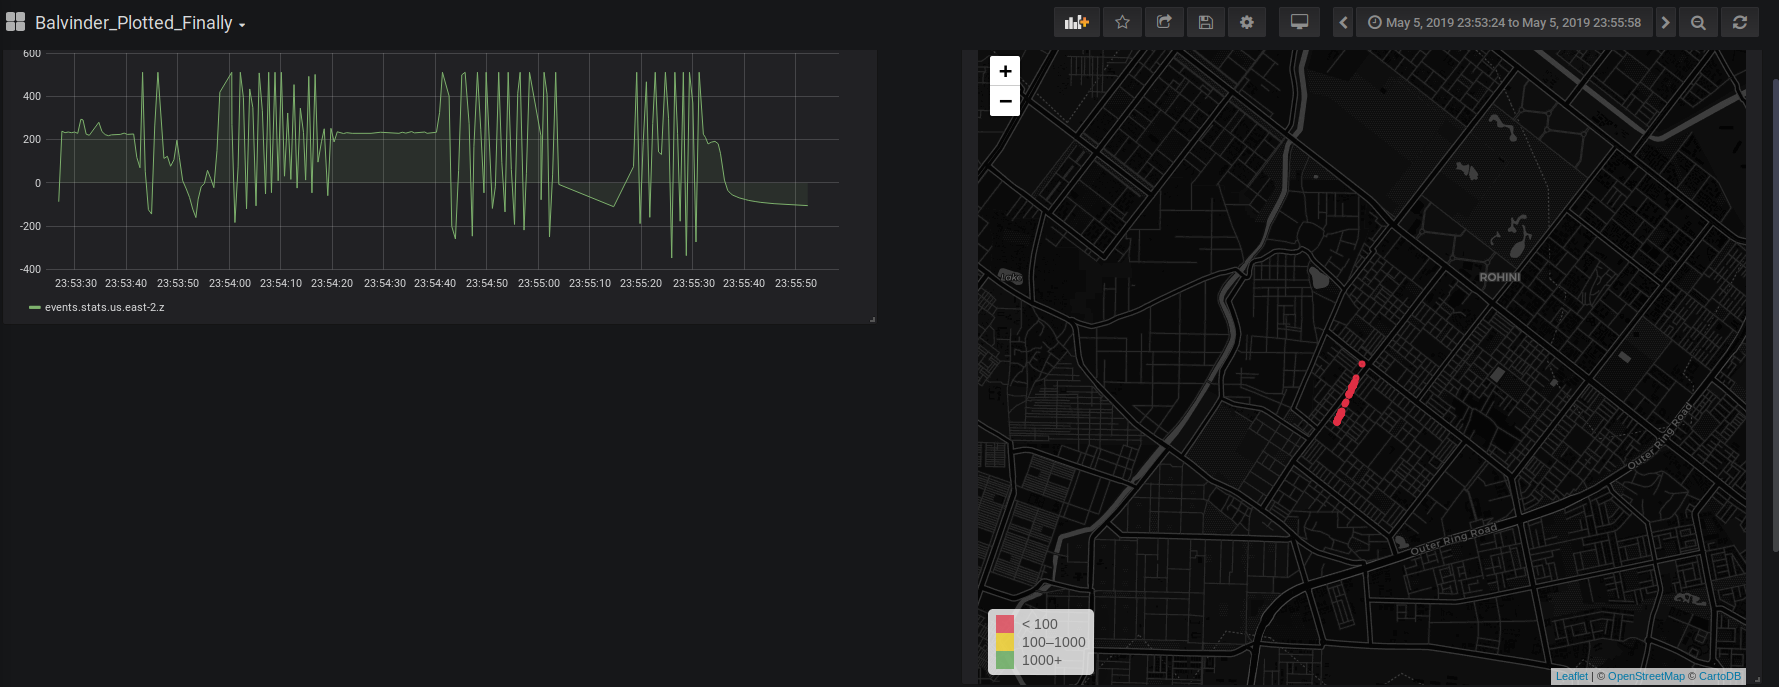 Balvinder_Plotted_Finally
May 5, 2019 23:53:24 to May 5, 2019 23:55:58
600
400
200
0
-200
-400
23:53:30 23:53:40 23:53:50 23:54:00 23:54:10 23:54:20 23:54:30 23:54:40 23:54:50 23:55:00 23:55:10 23:55:20 23:55:30 23:55:40 23:55:50
events.stats.us.east-2.z
+
−
Lake
ROHINI
Outer Ring Road
Outer Ring Road
< 100
100–1000
1000+
Leaflet | © OpenStreetMap © CartoDB